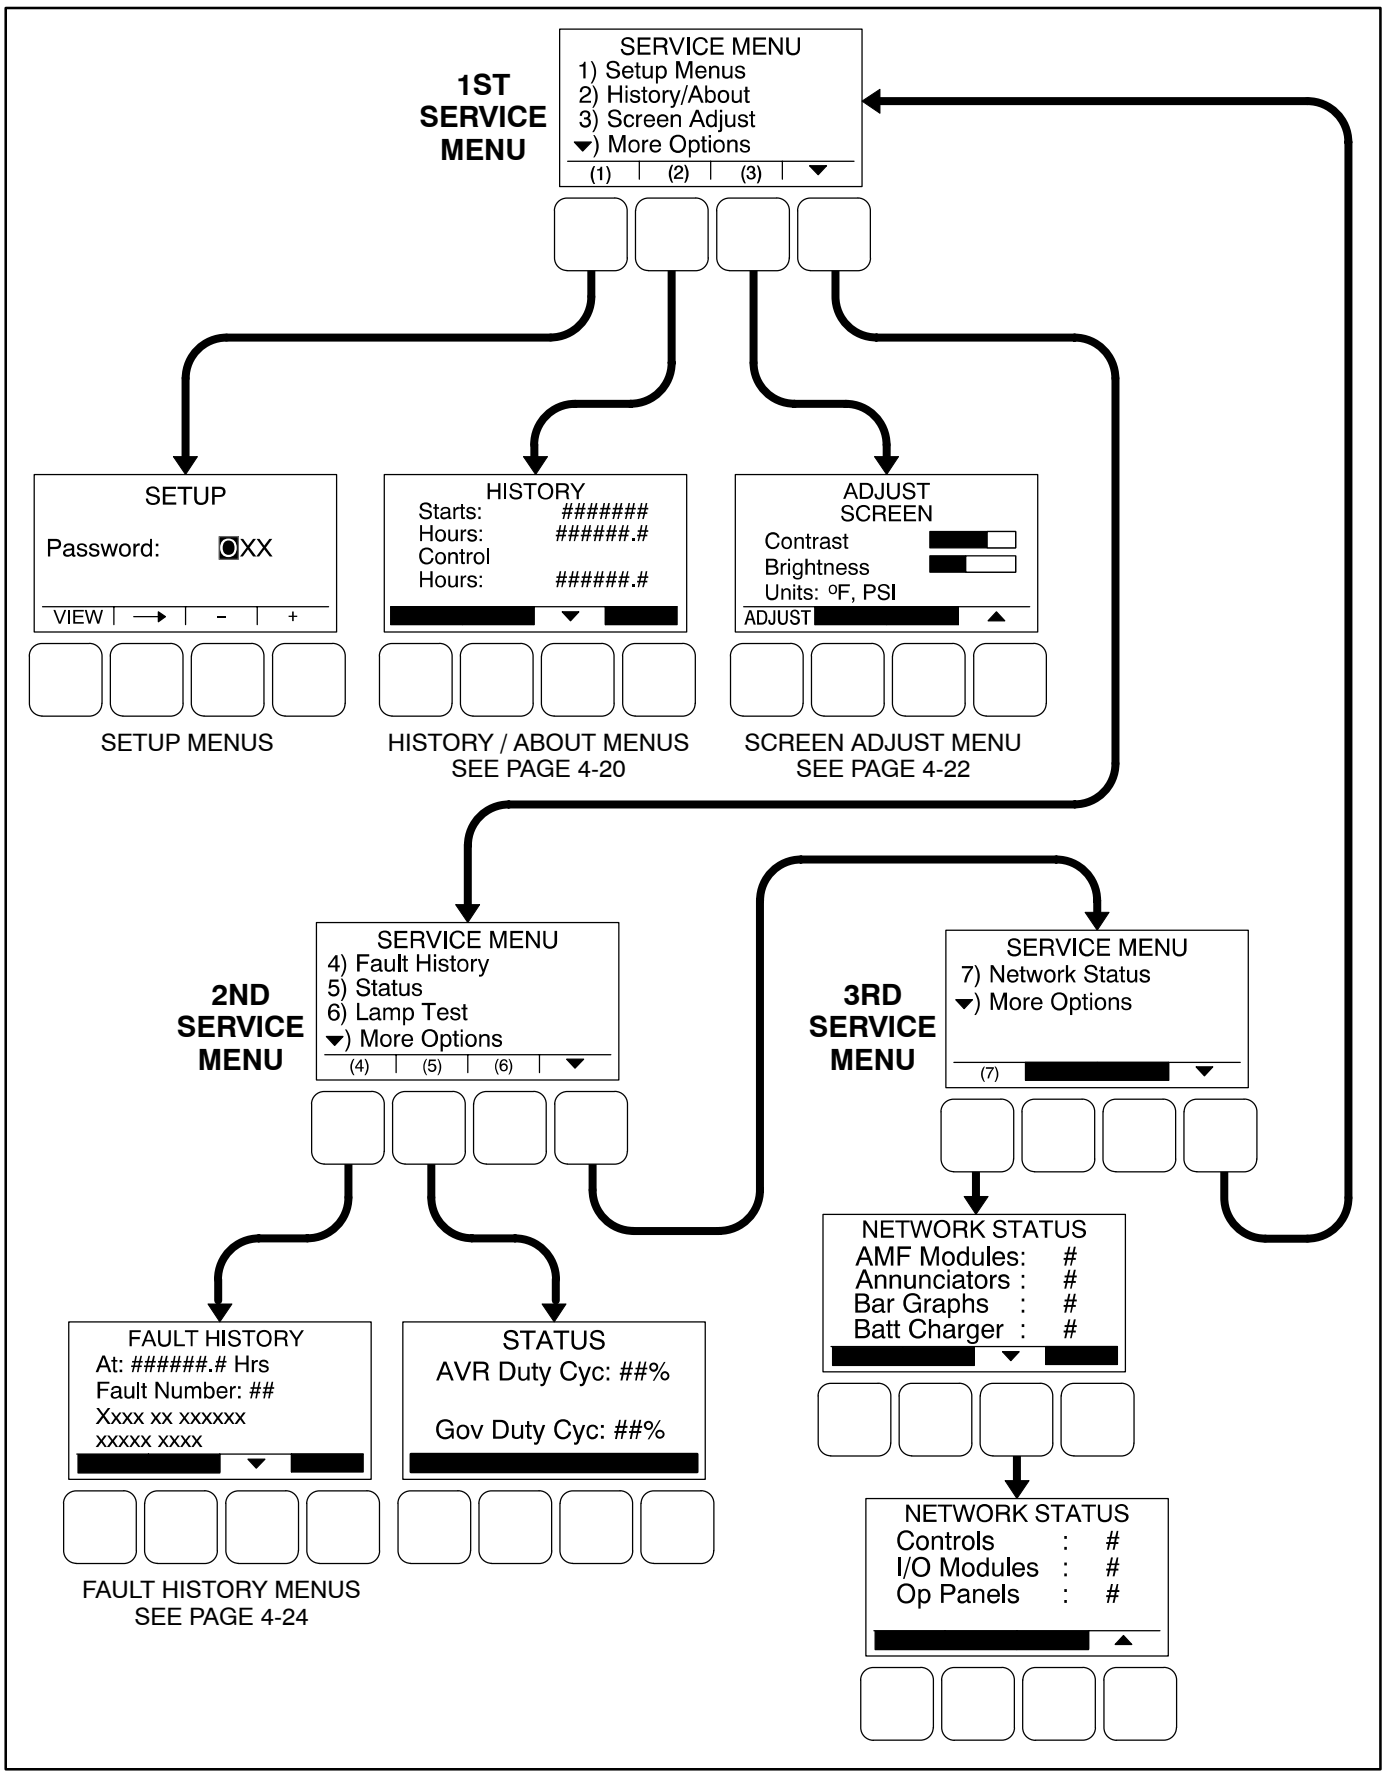 1ST
SERVICE
MENU
SERVICE MENU
1) Setup Menus
2) History/About
3) Screen Adjust
▼) More Options
(1) (2) (3) ▼
SETUP
Password: 0XX
VIEW → - +
SETUP MENUS
HISTORY
Starts: #######
Hours: ######.#
Control
Hours: ######.#
▼
HISTORY / ABOUT MENUS
SEE PAGE 4-20
ADJUST
SCREEN
Contrast
Brightness
Units: ºF, PSI
ADJUST ▲
SCREEN ADJUST MENU
SEE PAGE 4-22
2ND
SERVICE
MENU
SERVICE MENU
4) Fault History
5) Status
6) Lamp Test
▼) More Options
(4) (5) (6) ▼
3RD
SERVICE
MENU
SERVICE MENU
7) Network Status
▼) More Options
(7) ▼
FAULT HISTORY
At: ######.# Hrs
Fault Number: ##
Xxxx xx xxxxxx
xxxxx xxxx
▼
FAULT HISTORY MENUS
SEE PAGE 4-24
STATUS
AVR Duty Cyc: ##%
Gov Duty Cyc: ##%
NETWORK STATUS
AMF Modules: #
Annunciators : #
Bar Graphs : #
Batt Charger : #
▼
NETWORK STATUS
Controls : #
I/O Modules : #
Op Panels : #
▲